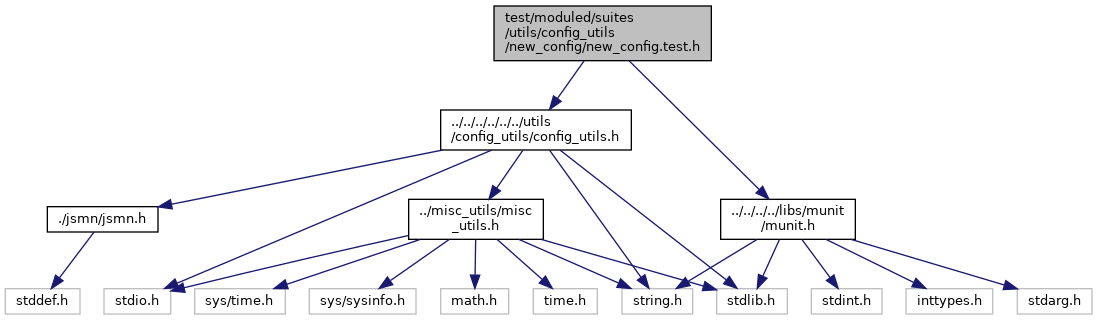 test/moduled/suites
/utils/config_utils
/new_config/new_config.test.h
../../../../../../utils
/config_utils/config_utils.h
./jsmn/jsmn.h
../misc_utils/misc
_utils.h
../../../../libs/munit
/munit.h
stddef.h
stdio.h
sys/time.h
sys/sysinfo.h
math.h
time.h
string.h
stdlib.h
stdint.h
inttypes.h
stdarg.h